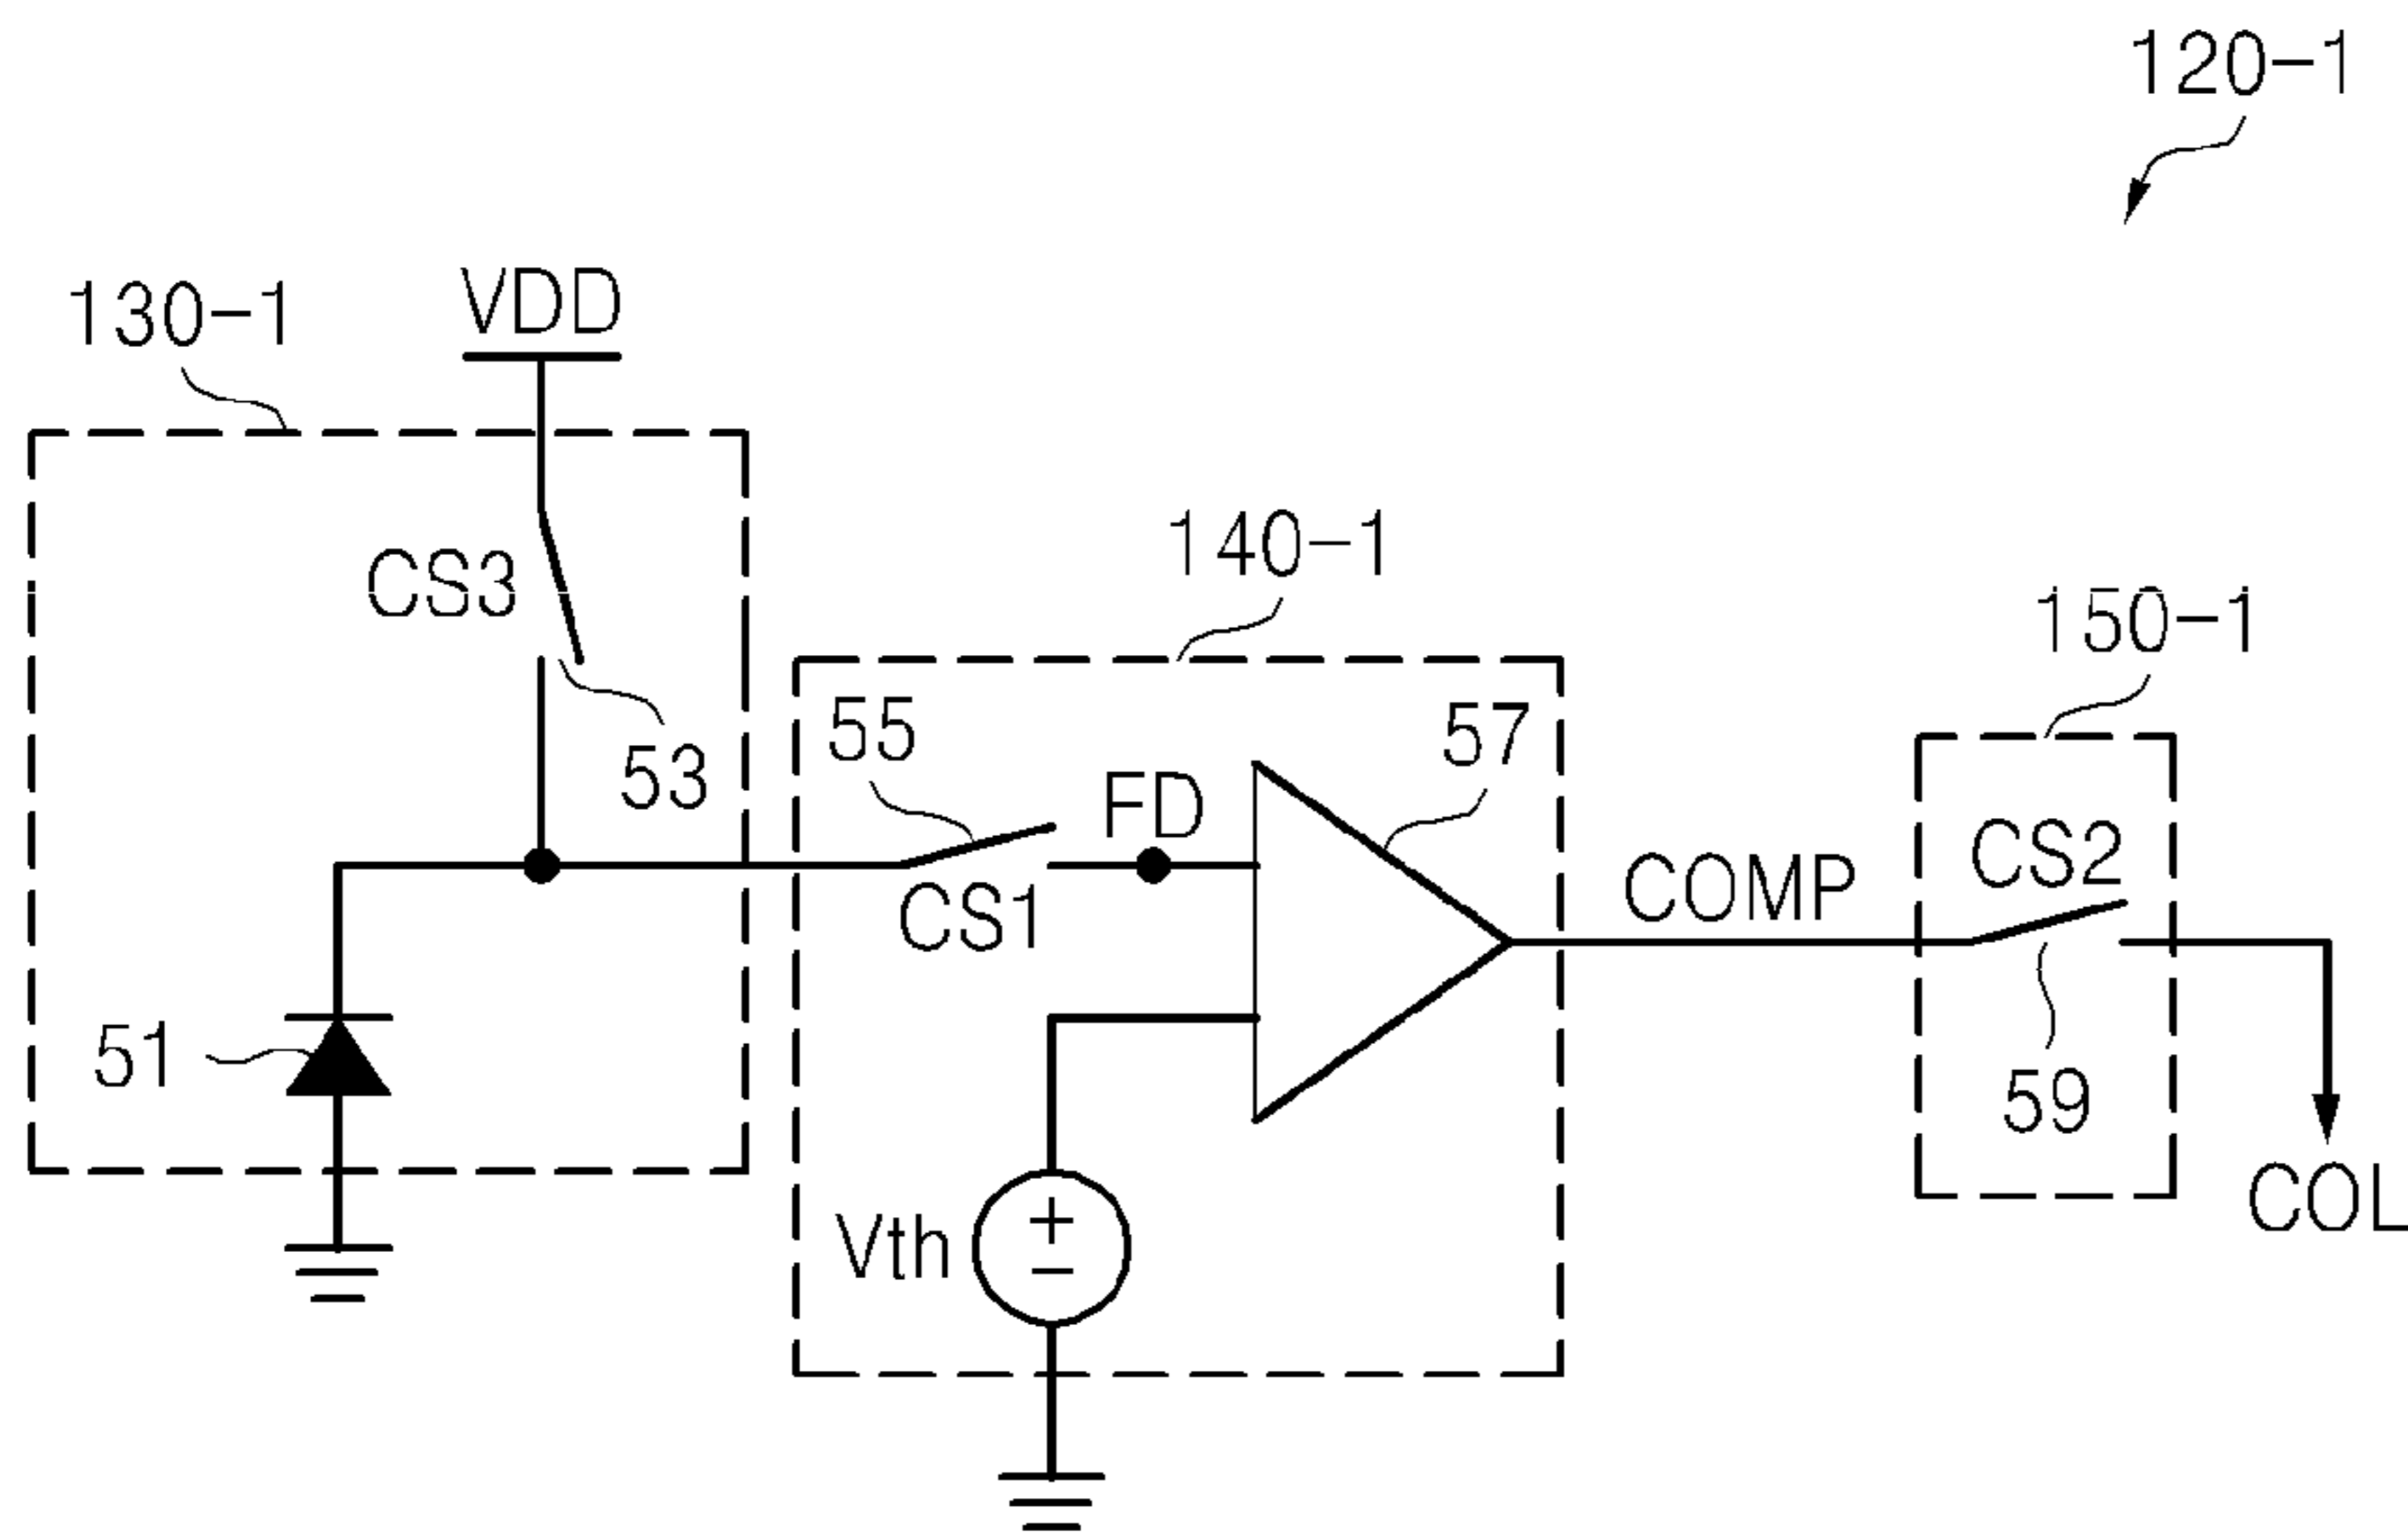 120-1
130-1
VDD
CS3
140-1
150-1
55
57
53
FD
CS2
COMP
CS1
51
59
COL
Vth
+
−